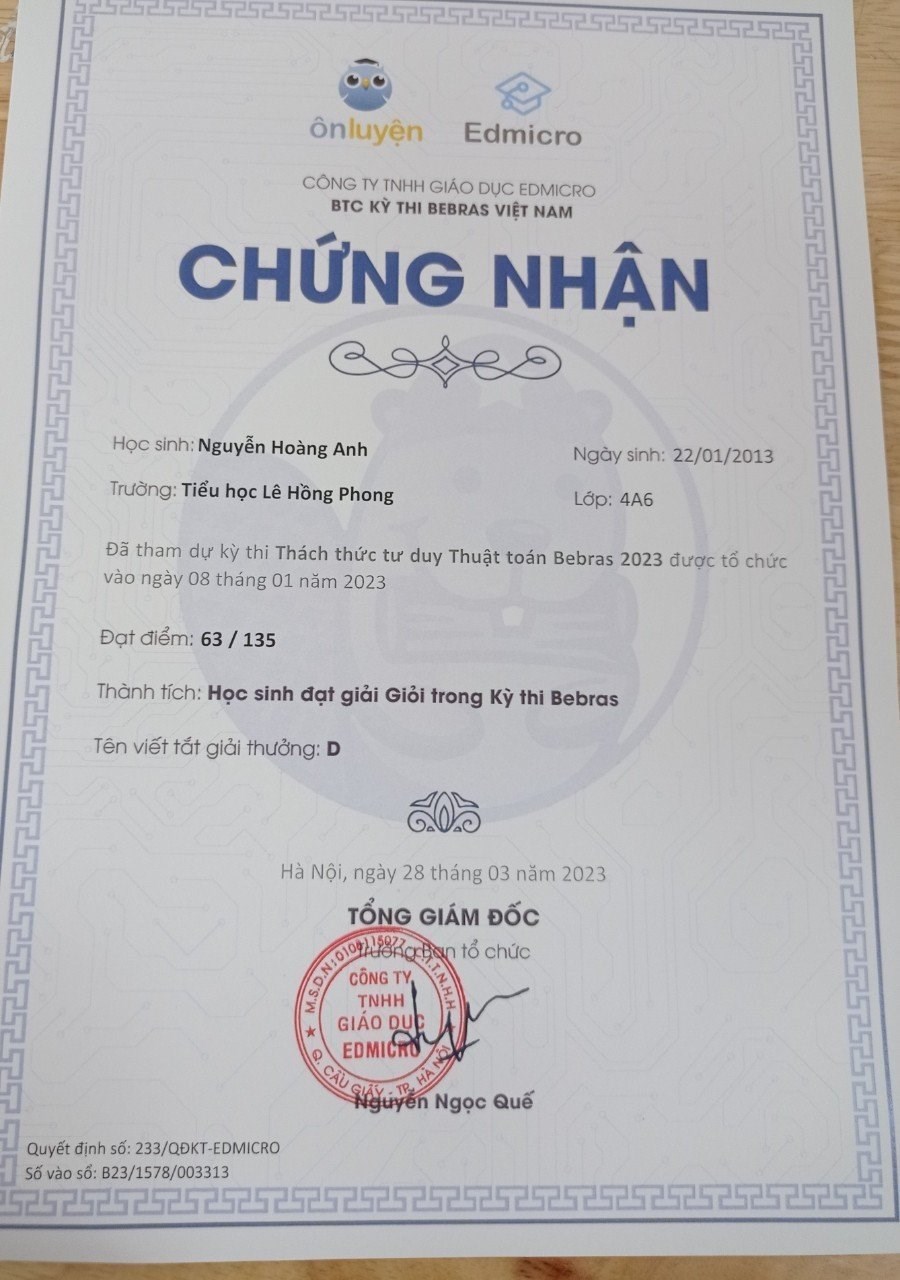 ônluyện
Edmicro
CÔNG TY TNHH GIÁO DỤC EDMICRO
BTC KỲ THI BEBRAS VIỆT NAM
CHỨNG NHẬN
Học sinh: Nguyễn Hoàng Anh
Ngày sinh: 22/01/2013
Trường: Tiểu học Lê Hồng Phong
Lớp: 4A6
Đã tham dự kỳ thi Thách thức tư duy Thuật toán Bebras 2023 được tổ chức
vào ngày 08 tháng 01 năm 2023
Đạt điểm: 63 / 135
Thành tích: Học sinh đạt giải Giỏi trong Kỳ thi Bebras
Tên viết tắt giải thưởng: D
Hà Nội, ngày 28 tháng 03 năm 2023
TỔNG GIÁM ĐỐC
Trưởng Ban tổ chức
M.S.D.N:
T.N.H.H
CÔNG TY
TNHH
GIÁO DỤC
EDMICRO
Q. CẦU GIẤY - TP. HÀ NỘI
Nguyễn Ngọc Quế
Quyết định số: 233/QĐKT-EDMICRO
Số vào sổ: B23/1578/003313